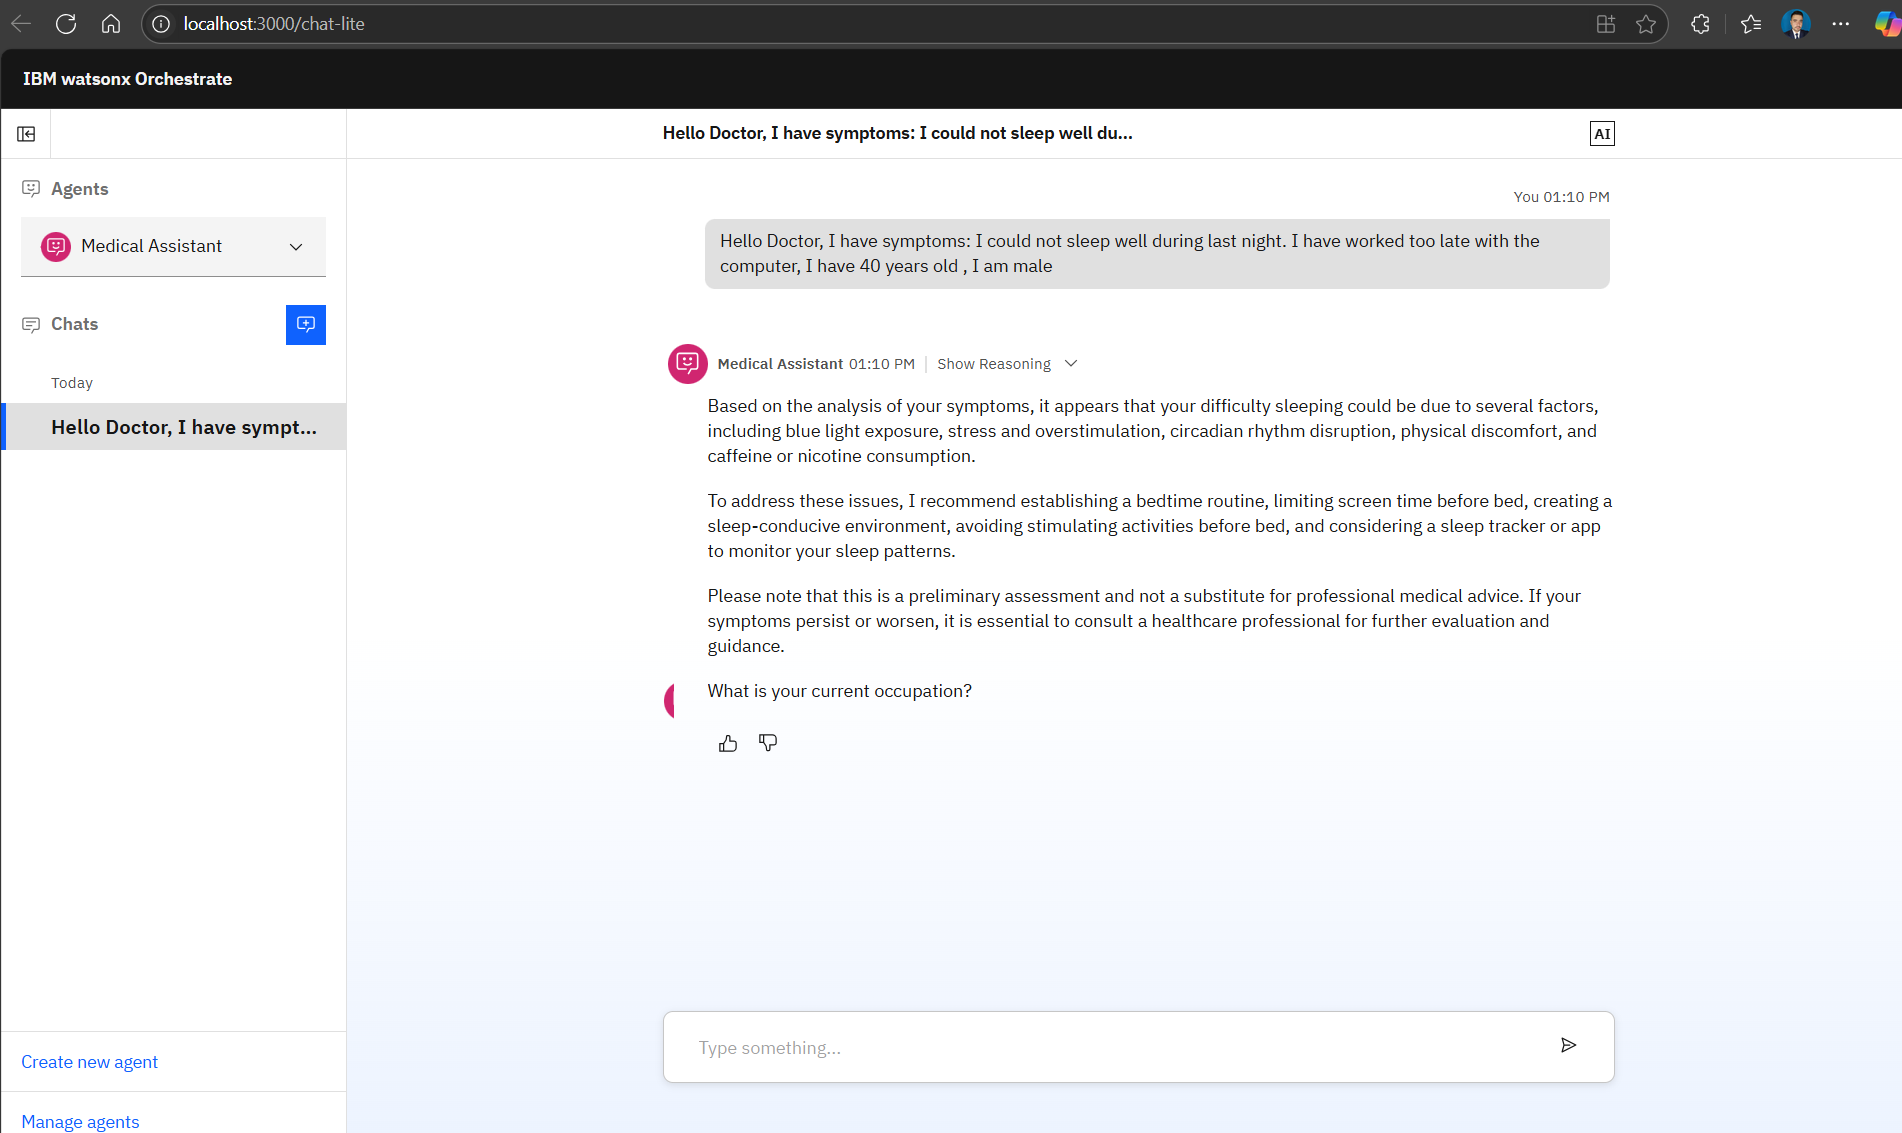 localhost:3000/chat-lite
IBM watsonx Orchestrate
Hello Doctor, I have symptoms: I could not sleep well du...
AI
Agents
Medical Assistant
Chats
Today
Hello Doctor, I have sympt...
Create new agent
Manage agents
You 01:10 PM
Hello Doctor, I have symptoms: I could not sleep well during last night. I have worked too late with the
computer, I have 40 years old , I am male
Medical Assistant 01:10 PM | Show Reasoning
Based on the analysis of your symptoms, it appears that your difficulty sleeping could be due to several factors,
including blue light exposure, stress and overstimulation, circadian rhythm disruption, physical discomfort, and
caffeine or nicotine consumption.
To address these issues, I recommend establishing a bedtime routine, limiting screen time before bed, creating a
sleep-conducive environment, avoiding stimulating activities before bed, and considering a sleep tracker or app
to monitor your sleep patterns.
Please note that this is a preliminary assessment and not a substitute for professional medical advice. If your
symptoms persist or worsen, it is essential to consult a healthcare professional for further evaluation and
guidance.
What is your current occupation?
Type something...